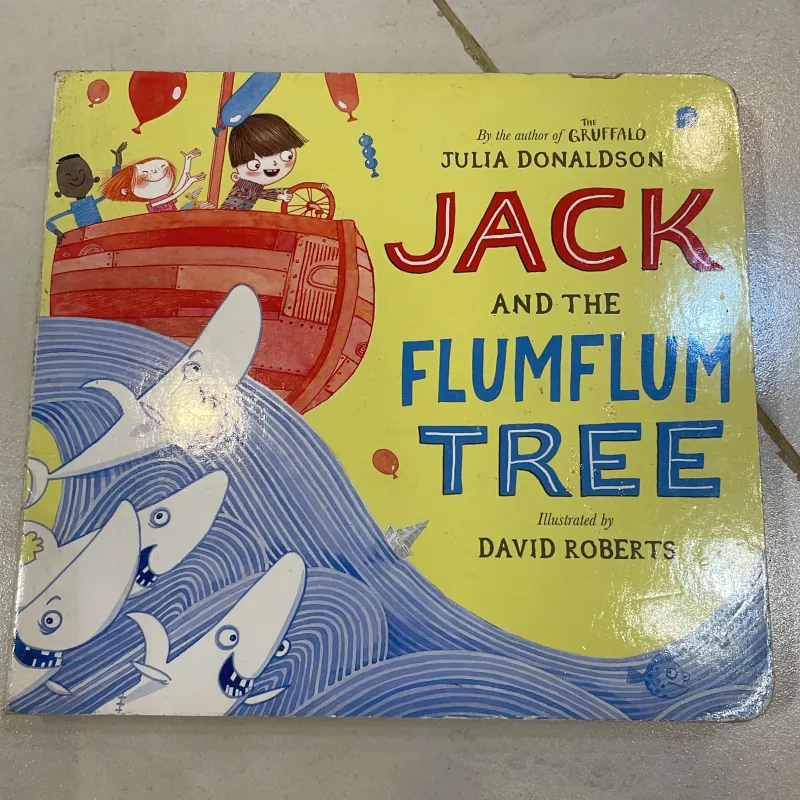 By the author of THE GRUFFALO
JULIA DONALDSON
JACK
AND THE
FLUMFLUM
TREE
Illustrated by
DAVID ROBERTS